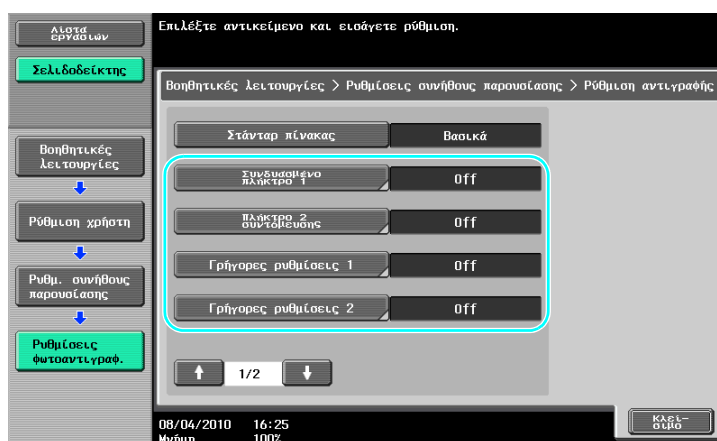 Λίστα
εργασιών
Επιλέξτε αντικείμενο και εισάγετε ρύθμιση.
Σελιδοδείκτης
Βοηθητικές λειτουργίες > Ρυθμίσεις συνήθους παρουσίασης > Ρύθμιση αντιγραφής
Στάνταρ πίνακας
Βασικά
Βοηθητικές
λειτουργίες
Συνδυασμένο
πλήκτρο 1
Off
Ρύθμιση χρήστη
Πλήκτρο 2
συντόμευσης
Off
Γρήγορες ρυθμίσεις 1
Off
Ρυθμ. συνήθους
παρουσίασης
Γρήγορες ρυθμίσεις 2
Off
Ρυθμίσεις
φωτοαντιγραφ.
1/2
08/04/2010 16:25
Μνήμη 100%
Κλεί-
σιμο